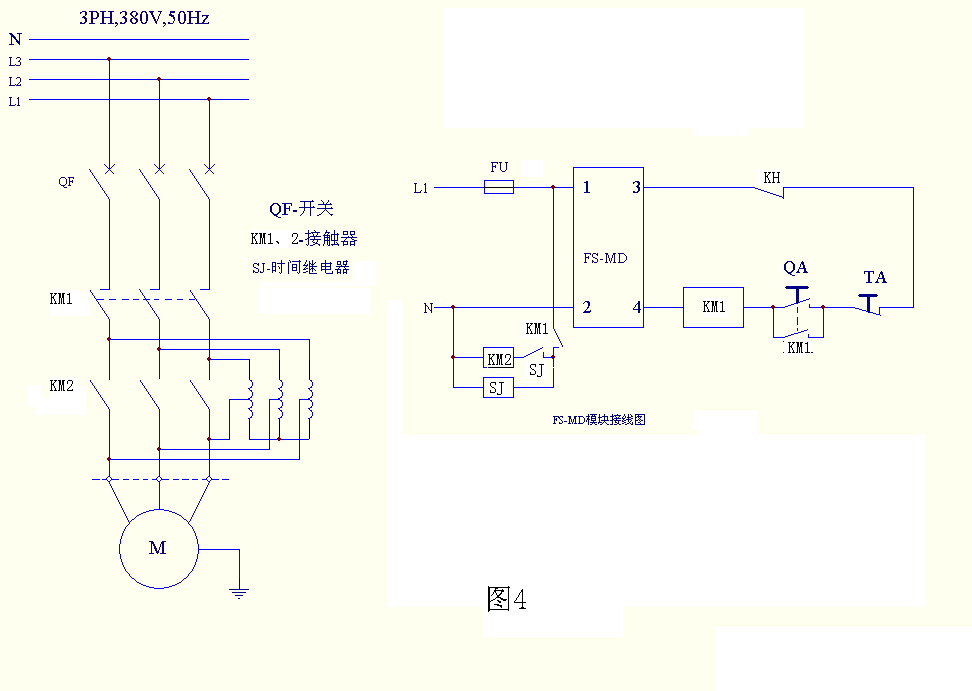 3PH,380V,50Hz
N
L3
L2
L1
QF
QF-开关
KM1、2-接触器
SJ-时间继电器
KM1
KM2
M
L1
FU
1
3
KH
FS-MD
QA
TA
N
2
4
KM1
KM1
KM1.
KM2
SJ
SJ
FS-MD模块接线图
图4